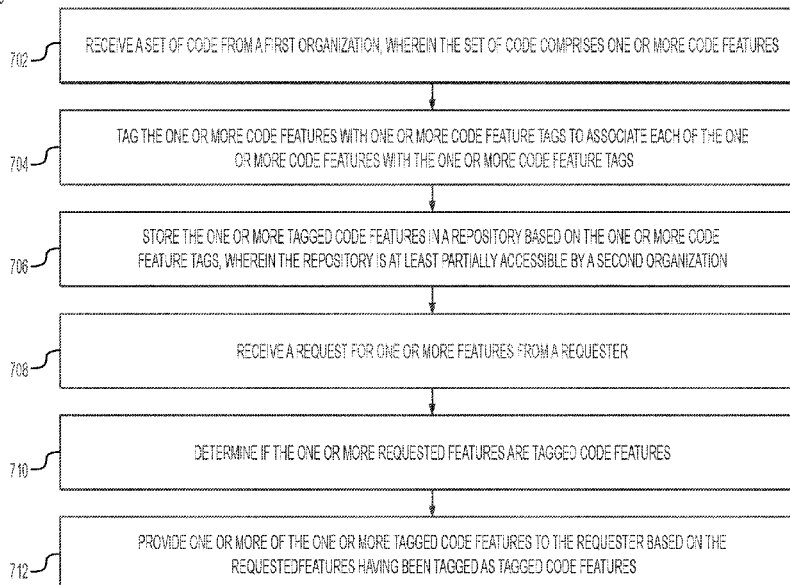 702
RECEIVE A SET OF CODE FROM A FIRST ORGANIZATION, WHEREIN THE SET OF CODE COMPRISES ONE OR MORE CODE FEATURES
704
TAG THE ONE OR MORE CODE FEATURES WITH ONE OR MORE CODE FEATURE TAGS TO ASSOCIATE EACH OF THE ONE
OR MORE CODE FEATURES WITH THE ONE OR MORE CODE FEATURE TAGS
706
STORE THE ONE OR MORE TAGGED CODE FEATURES IN A REPOSITORY BASED ON THE ONE OR MORE CODE
FEATURE TAGS, WHEREIN THE REPOSITORY IS AT LEAST PARTIALLY ACCESSIBLE BY A SECOND ORGANIZATION
708
RECEIVE A REQUEST FOR ONE OR MORE FEATURES FROM A REQUESTER
710
DETERMINE IF THE ONE OR MORE REQUESTED FEATURES ARE TAGGED CODE FEATURES
712
PROVIDE ONE OR MORE OF THE ONE OR MORE TAGGED CODE FEATURES TO THE REQUESTER BASED ON THE
REQUESTEDFEATURES HAVING BEEN TAGGED AS TAGGED CODE FEATURES